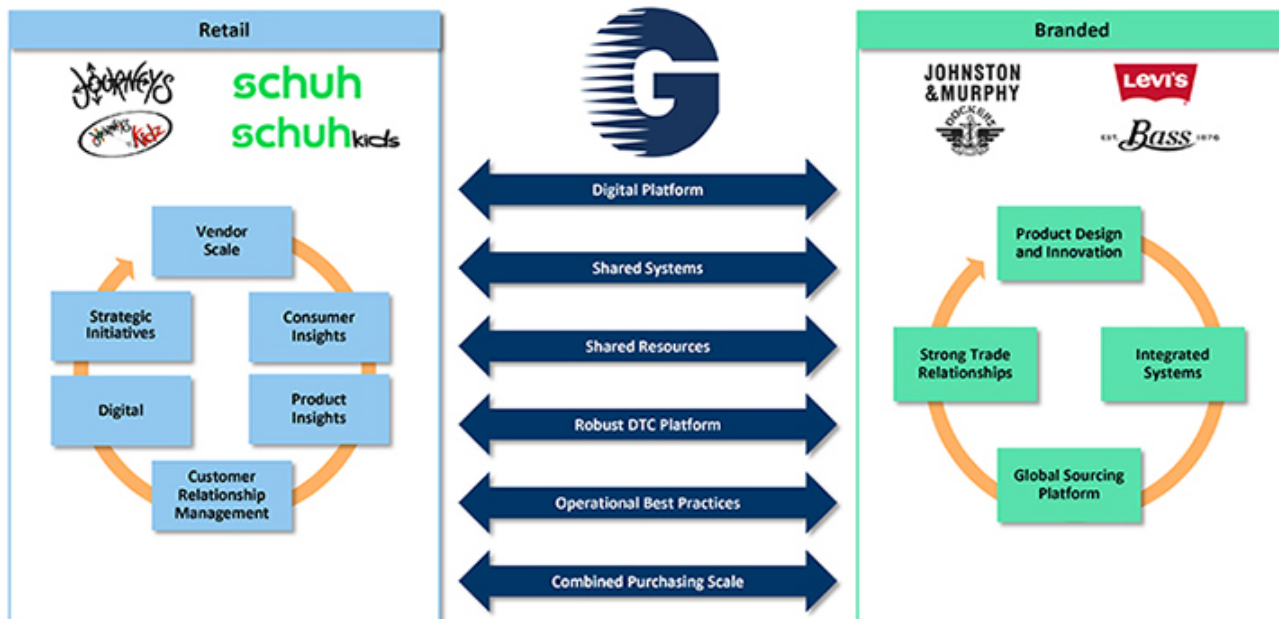 Retail
JOURNEYS
schuh
JOURNEYS Kidz
schuh kids
Vendor
Scale
Consumer
Insights
Product
Insights
Customer
Relationship
Management
Digital
Strategic
Initiatives
G
Digital Platform
Shared Systems
Shared Resources
Robust DTC Platform
Operational Best Practices
Combined Purchasing Scale
Branded
JOHNSTON
&MURPHY
LEVI'S
DOCKERS
EST. Bass 1876
Product Design
and Innovation
Integrated
Systems
Global Sourcing
Platform
Strong Trade
Relationships